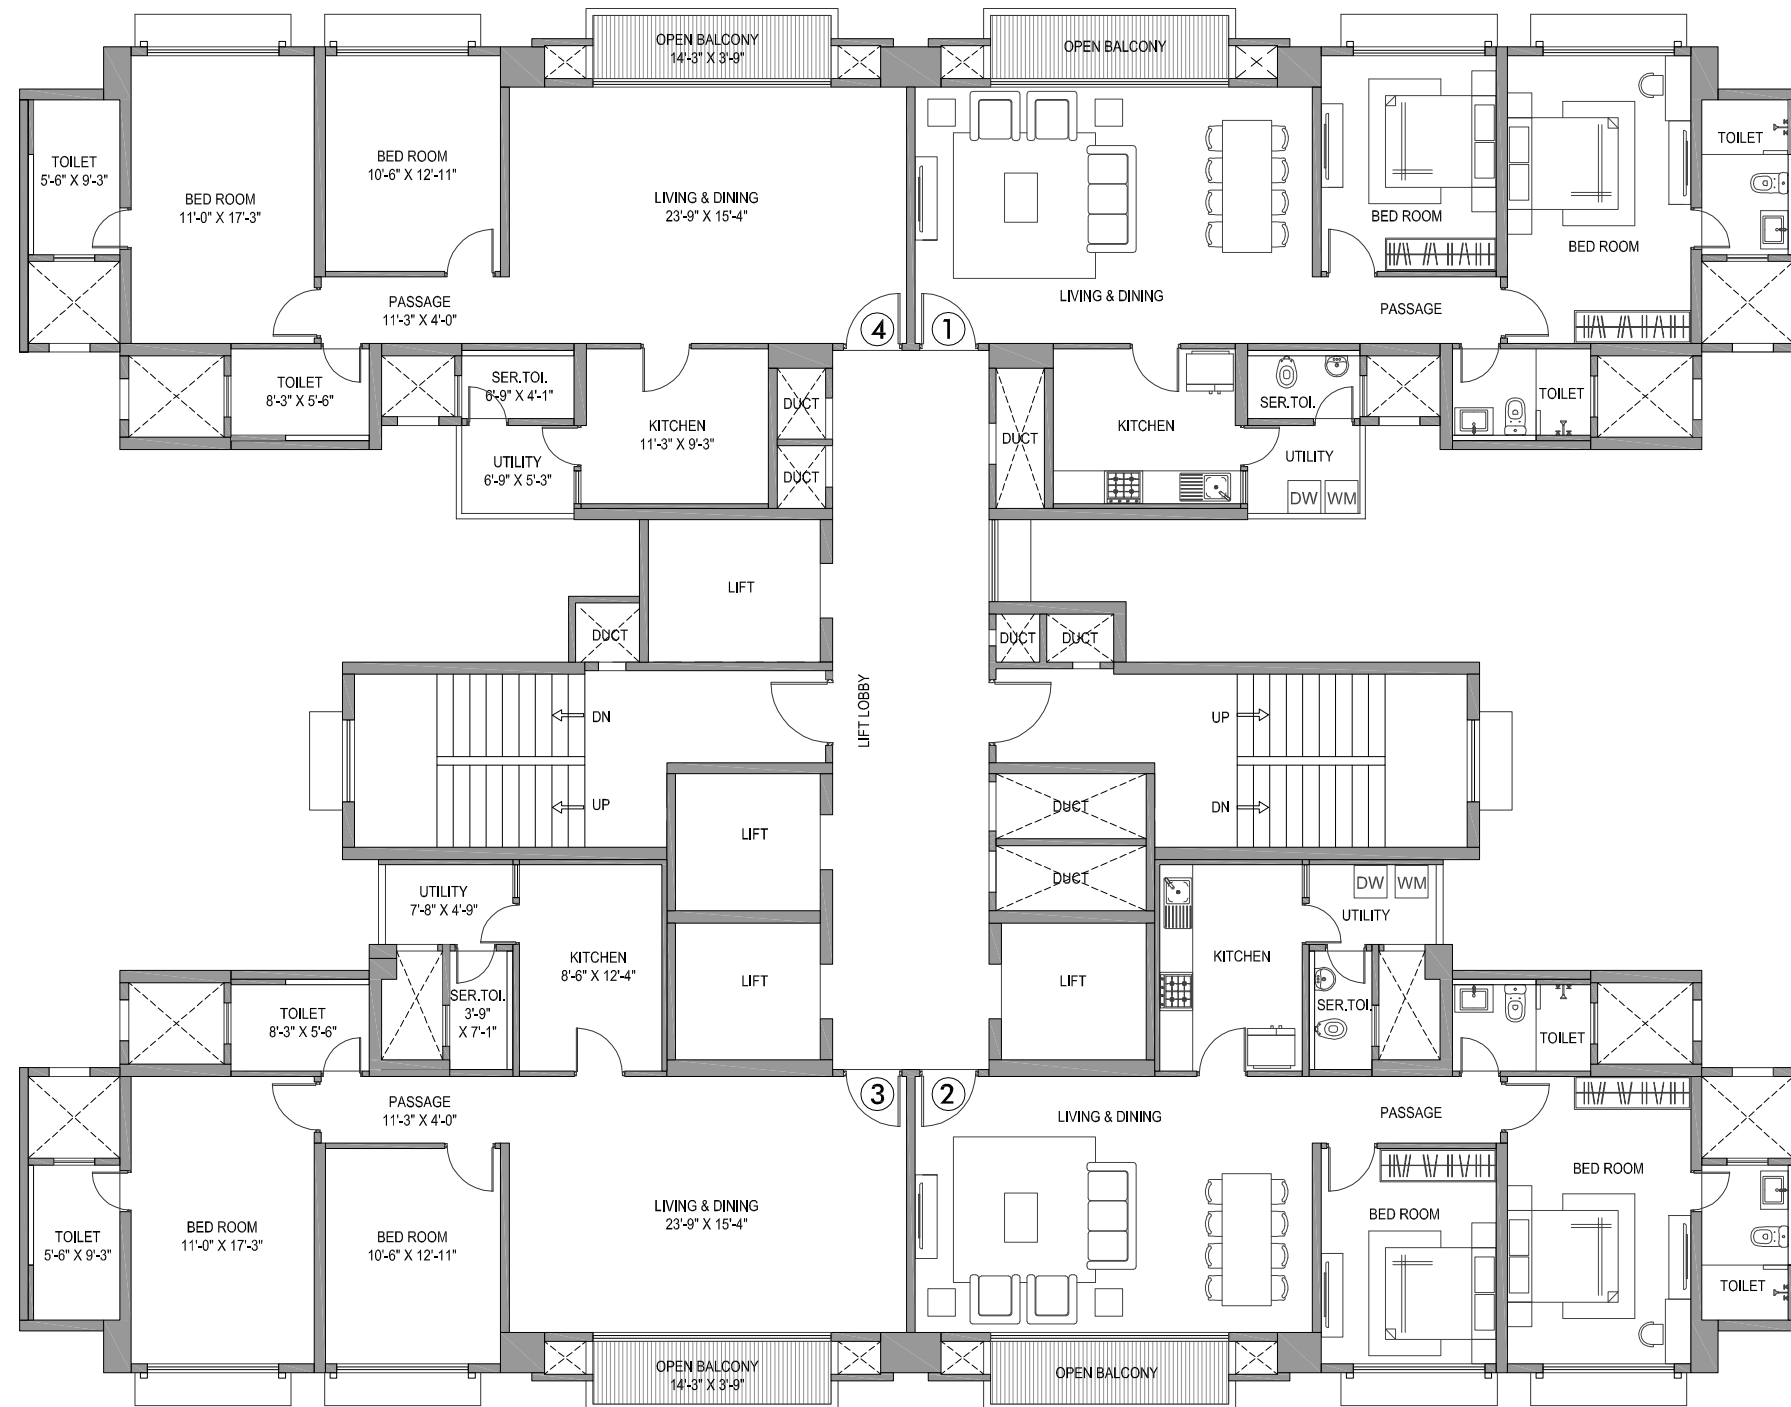 OPEN BALCONY
14'-3" X 3'-9"
OPEN BALCONY
TOILET
5'-6" X 9'-3"
BED ROOM
11'-0" X 17'-3"
BED ROOM
10'-6" X 12'-11"
LIVING & DINING
23'-9" X 15'-4"
LIVING & DINING
BED ROOM
BED ROOM
TOILET
PASSAGE
11'-3" X 4'-0"
4
1
PASSAGE
TOILET
8'-3" X 5'-6"
SER.TOI.
6'-9" X 4'-1"
DUCT
KITCHEN
11'-3" X 9'-3"
UTILITY
6'-9" X 5'-3"
DUCT
DUCT
KITCHEN
SER.TOI.
TOILET
UTILITY
DW
WM
LIFT
DUCT
DUCT
DUCT
DN
UP
LIFT LOBBY
UP
DN
LIFT
DUCT
DUCT
UTILITY
7'-8" X 4'-9"
DW
WM
UTILITY
KITCHEN
8'-6" X 12'-4"
LIFT
LIFT
KITCHEN
SER.TOI.
3'-9"
X 7'-1"
TOILET
8'-3" X 5'-6"
SER.TOI.
TOILET
PASSAGE
11'-3" X 4'-0"
3
2
LIVING & DINING
PASSAGE
BED ROOM
BED ROOM
TOILET
5'-6" X 9'-3"
BED ROOM
11'-0" X 17'-3"
BED ROOM
10'-6" X 12'-11"
LIVING & DINING
23'-9" X 15'-4"
TOILET
OPEN BALCONY
14'-3" X 3'-9"
OPEN BALCONY